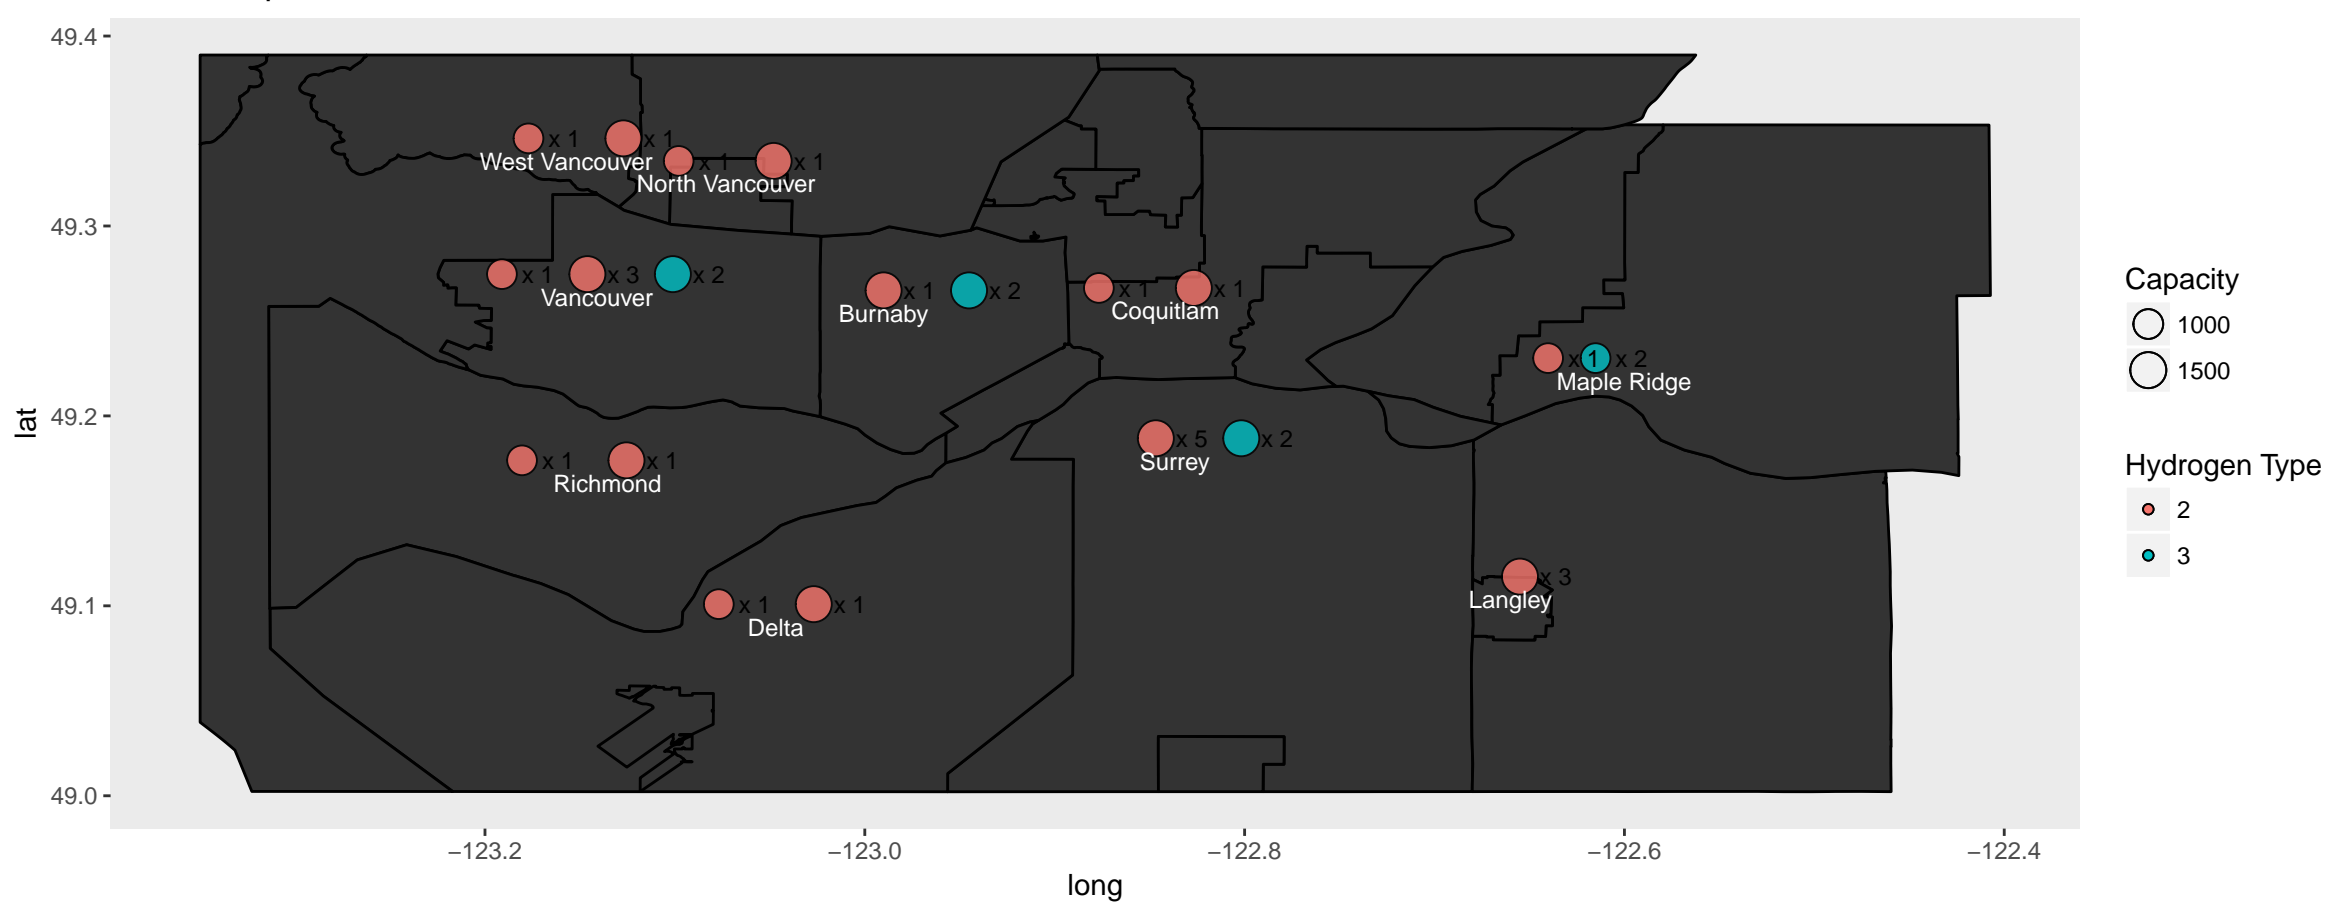 49.4
49.3
49.2
49.1
49.0
lat
x 1
x 1
West Vancouver
x 1
x 1
North Vancouver
x 1
x 3
x 2
Vancouver
x 1
x 2
Burnaby
x 1
x 1
Coquitlam
x 1
x 2
Maple Ridge
x 5
x 2
Surrey
x 1
x 1
Richmond
x 3
Langley
x 1
x 1
Delta
−123.2
−123.0
−122.8
−122.6
−122.4
long
Capacity
1000
1500
Hydrogen Type
2
3